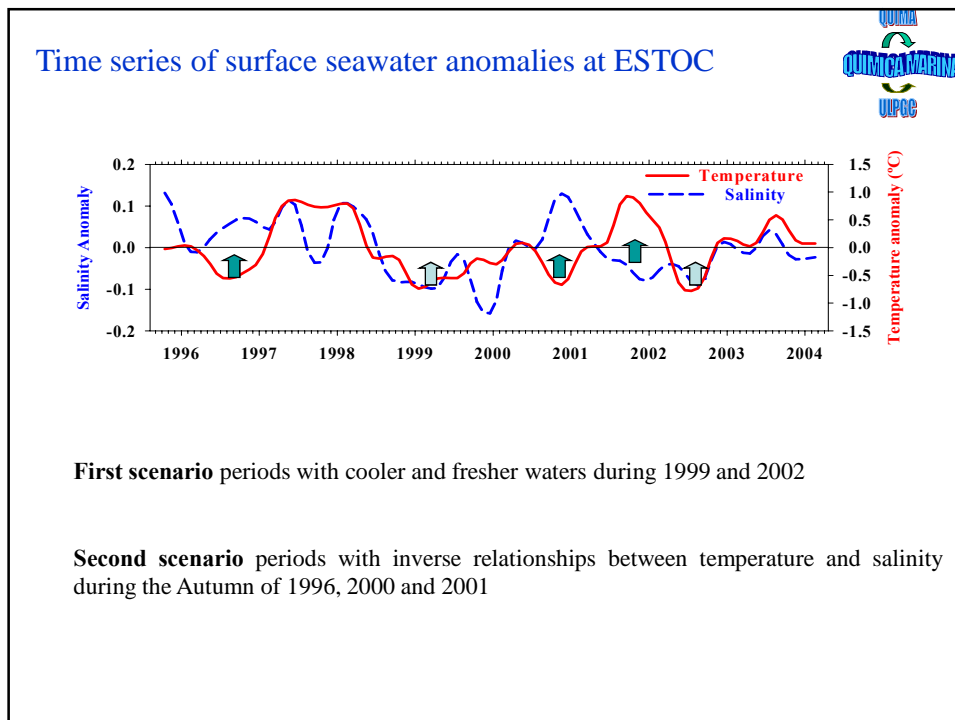 QUIMA
Time series of surface seawater anomalies at ESTOC
QUIMICA MARINA
ULPGC
0.2
0.1
0.0
-0.1
-0.2
Salinity Anomaly
Temperature
Salinity
1.5
1.0
0.5
0.0
-0.5
-1.0
-1.5
Temperature anomaly (ºC)
1996 1997 1998 1999 2000 2001 2002 2003 2004
First scenario periods with cooler and fresher waters during 1999 and 2002
Second scenario periods with inverse relationships between temperature and salinity
during the Autumn of 1996, 2000 and 2001